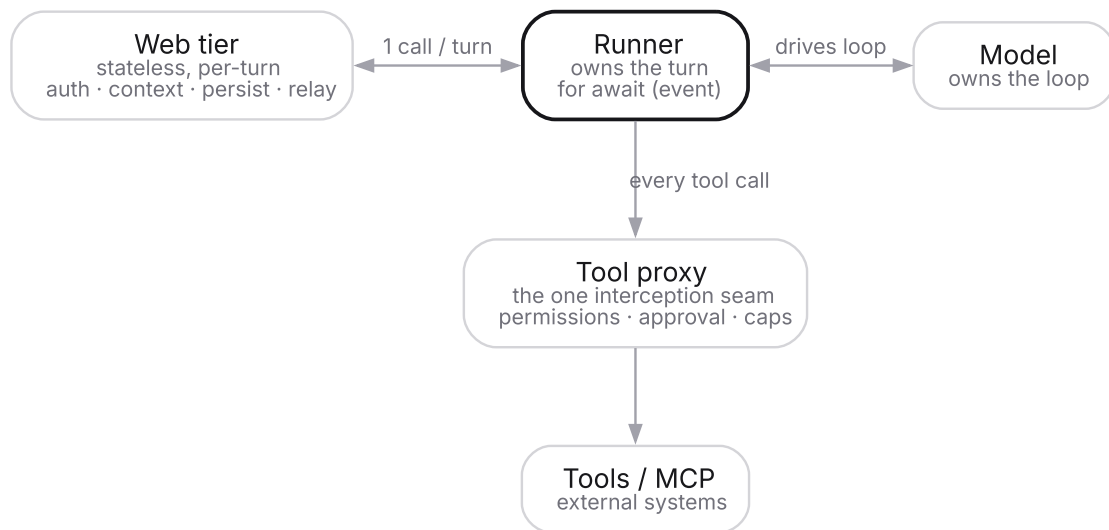 Web tier
stateless, per-turn
auth · context · persist · relay
1 call / turn
Runner
owns the turn
for await (event)
drives loop
Model
owns the loop
every tool call
Tool proxy
the one interception seam
permissions · approval · caps
Tools / MCP
external systems